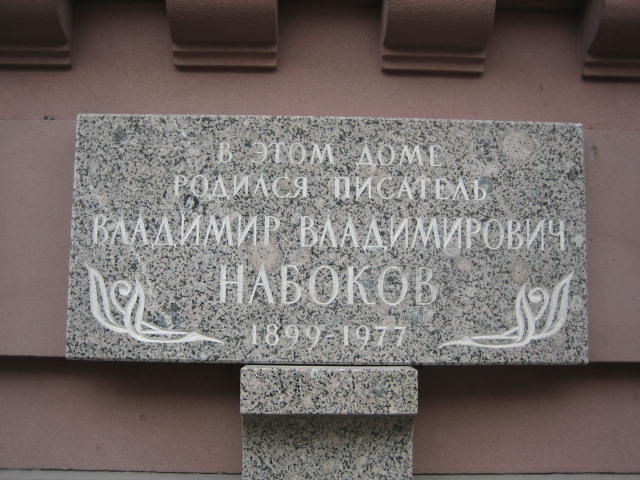 В ЭТОМ ДОМЕ
РОДИЛСЯ ПИСАТЕЛЬ
ВЛАДИМИР ВЛАДИМИРОВИЧ
НАБОКОВ
1899-1977